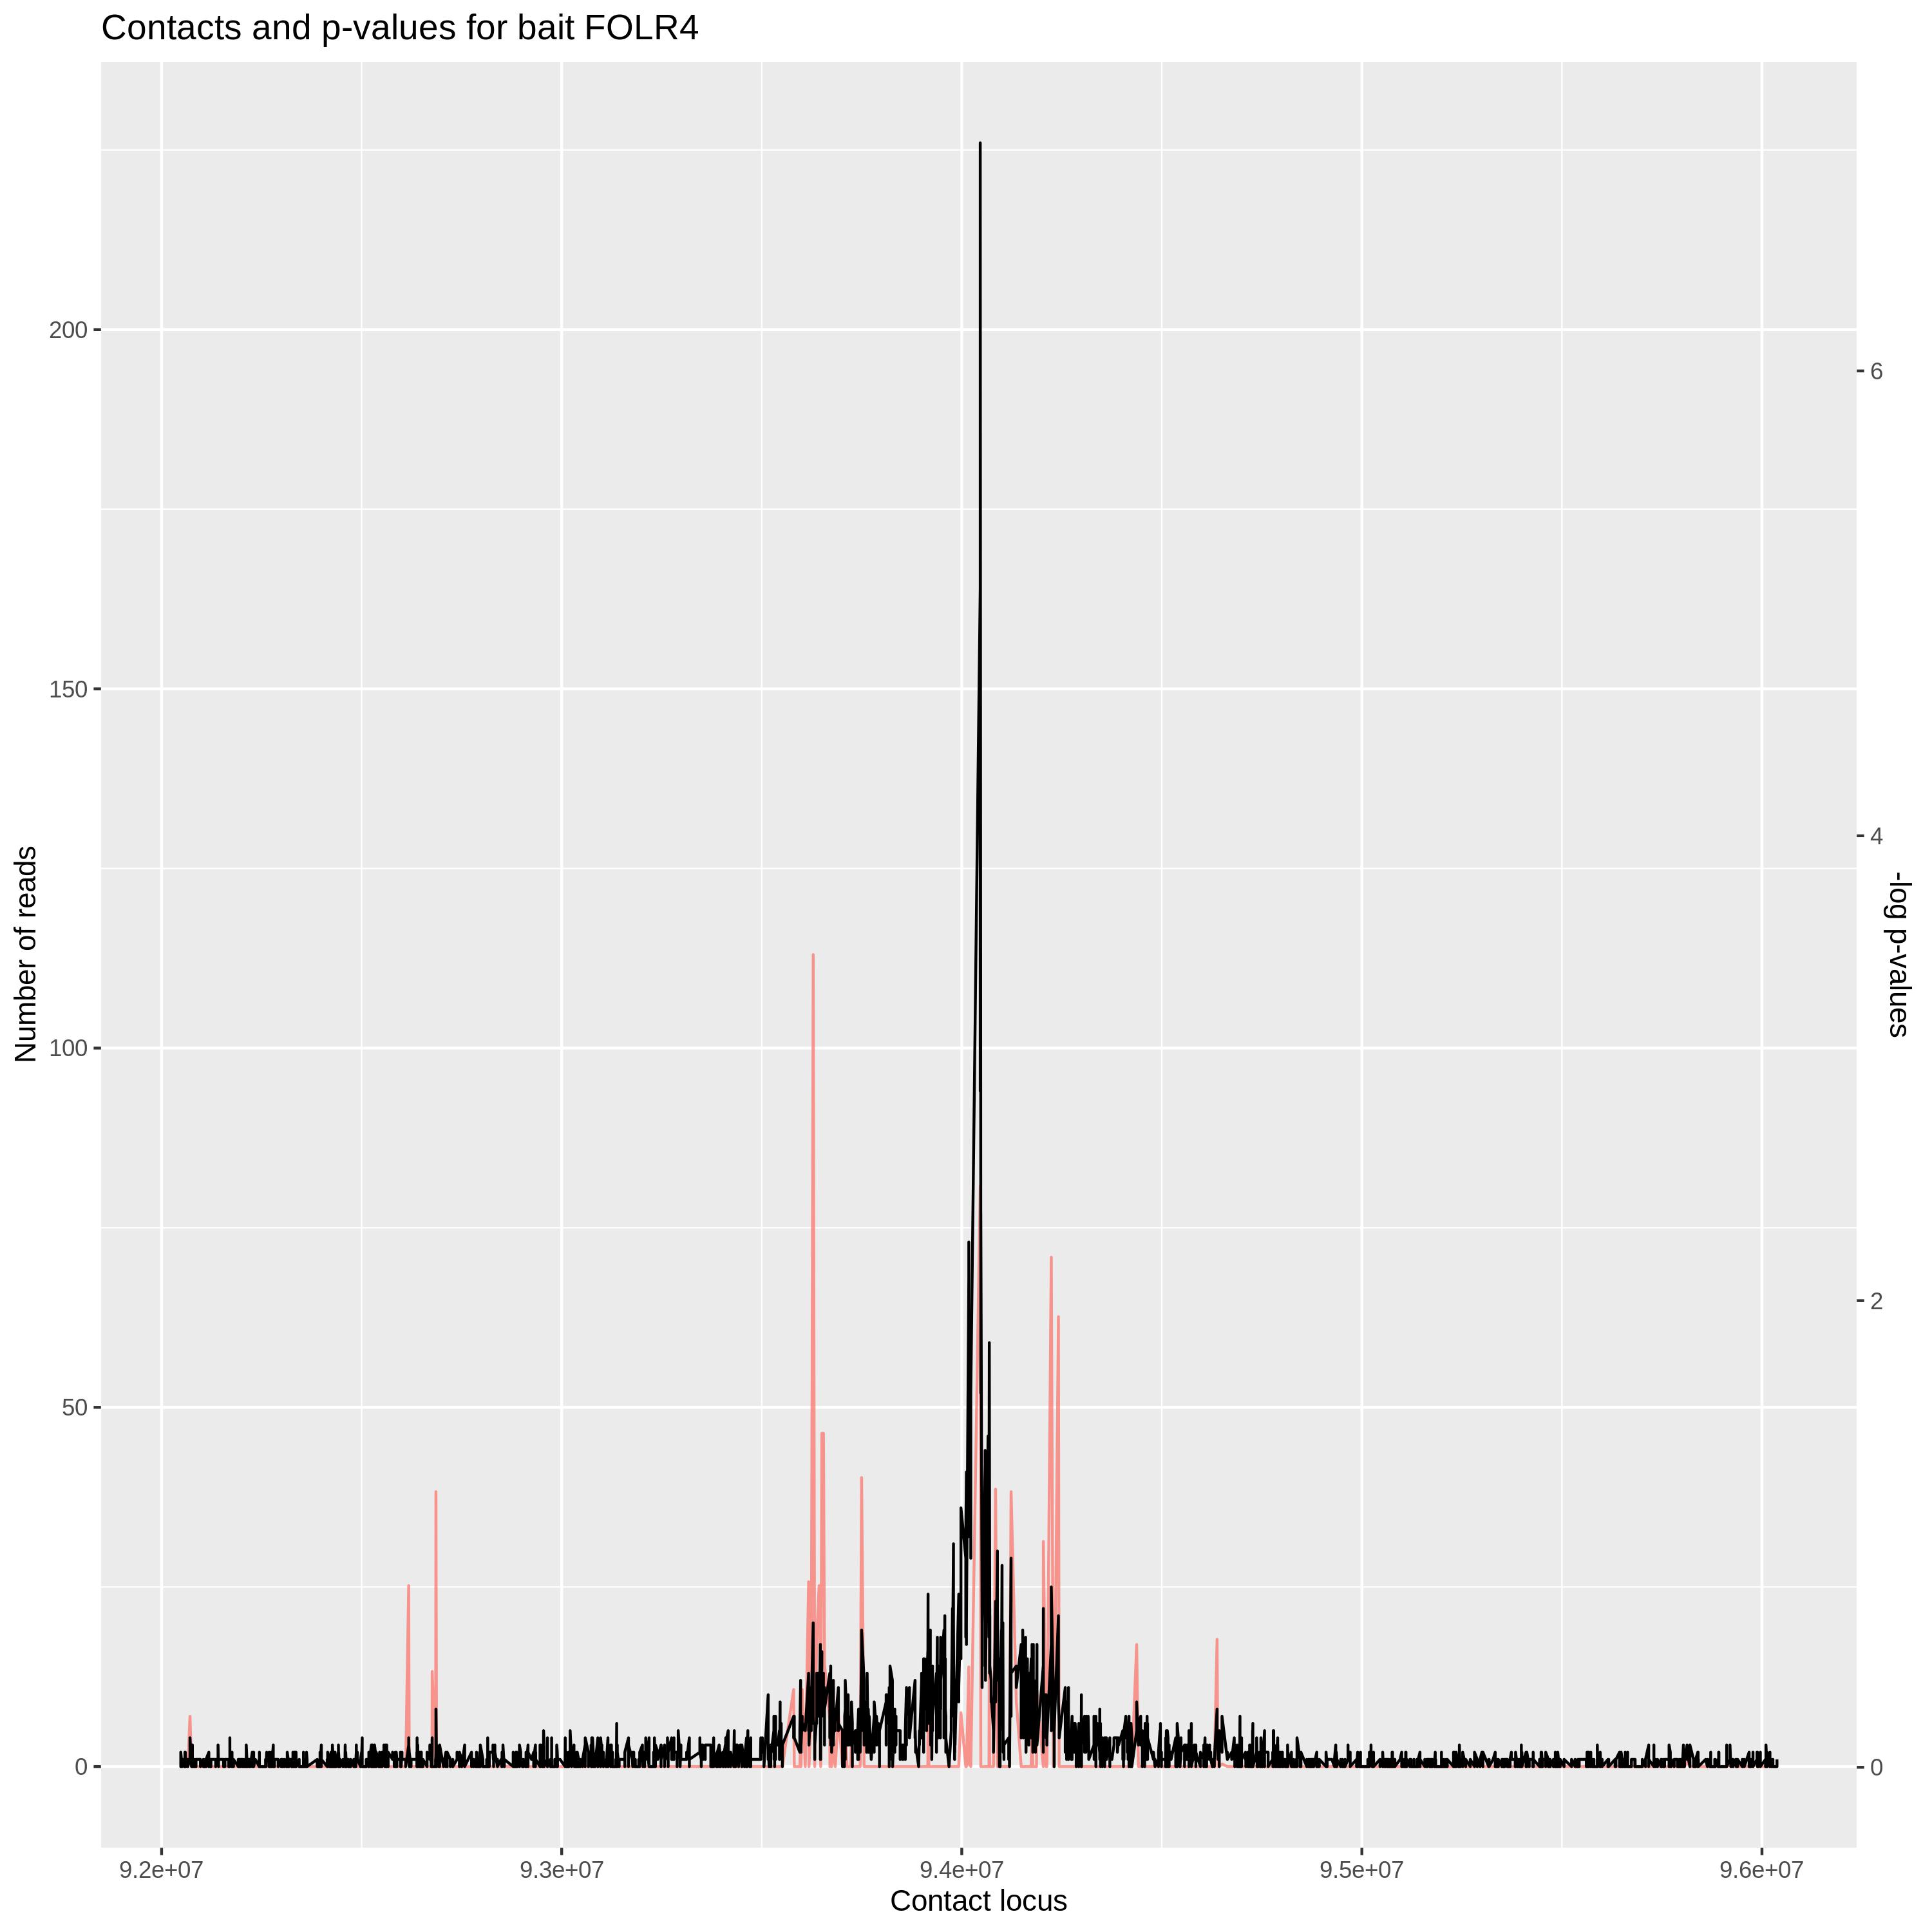 Contacts and p-values for bait FOLR4
Number of reads
200
150
100
50
0
6
4
2
0
-log p-values
9.2e+07 9.3e+07 9.4e+07 9.5e+07 9.6e+07
Contact locus